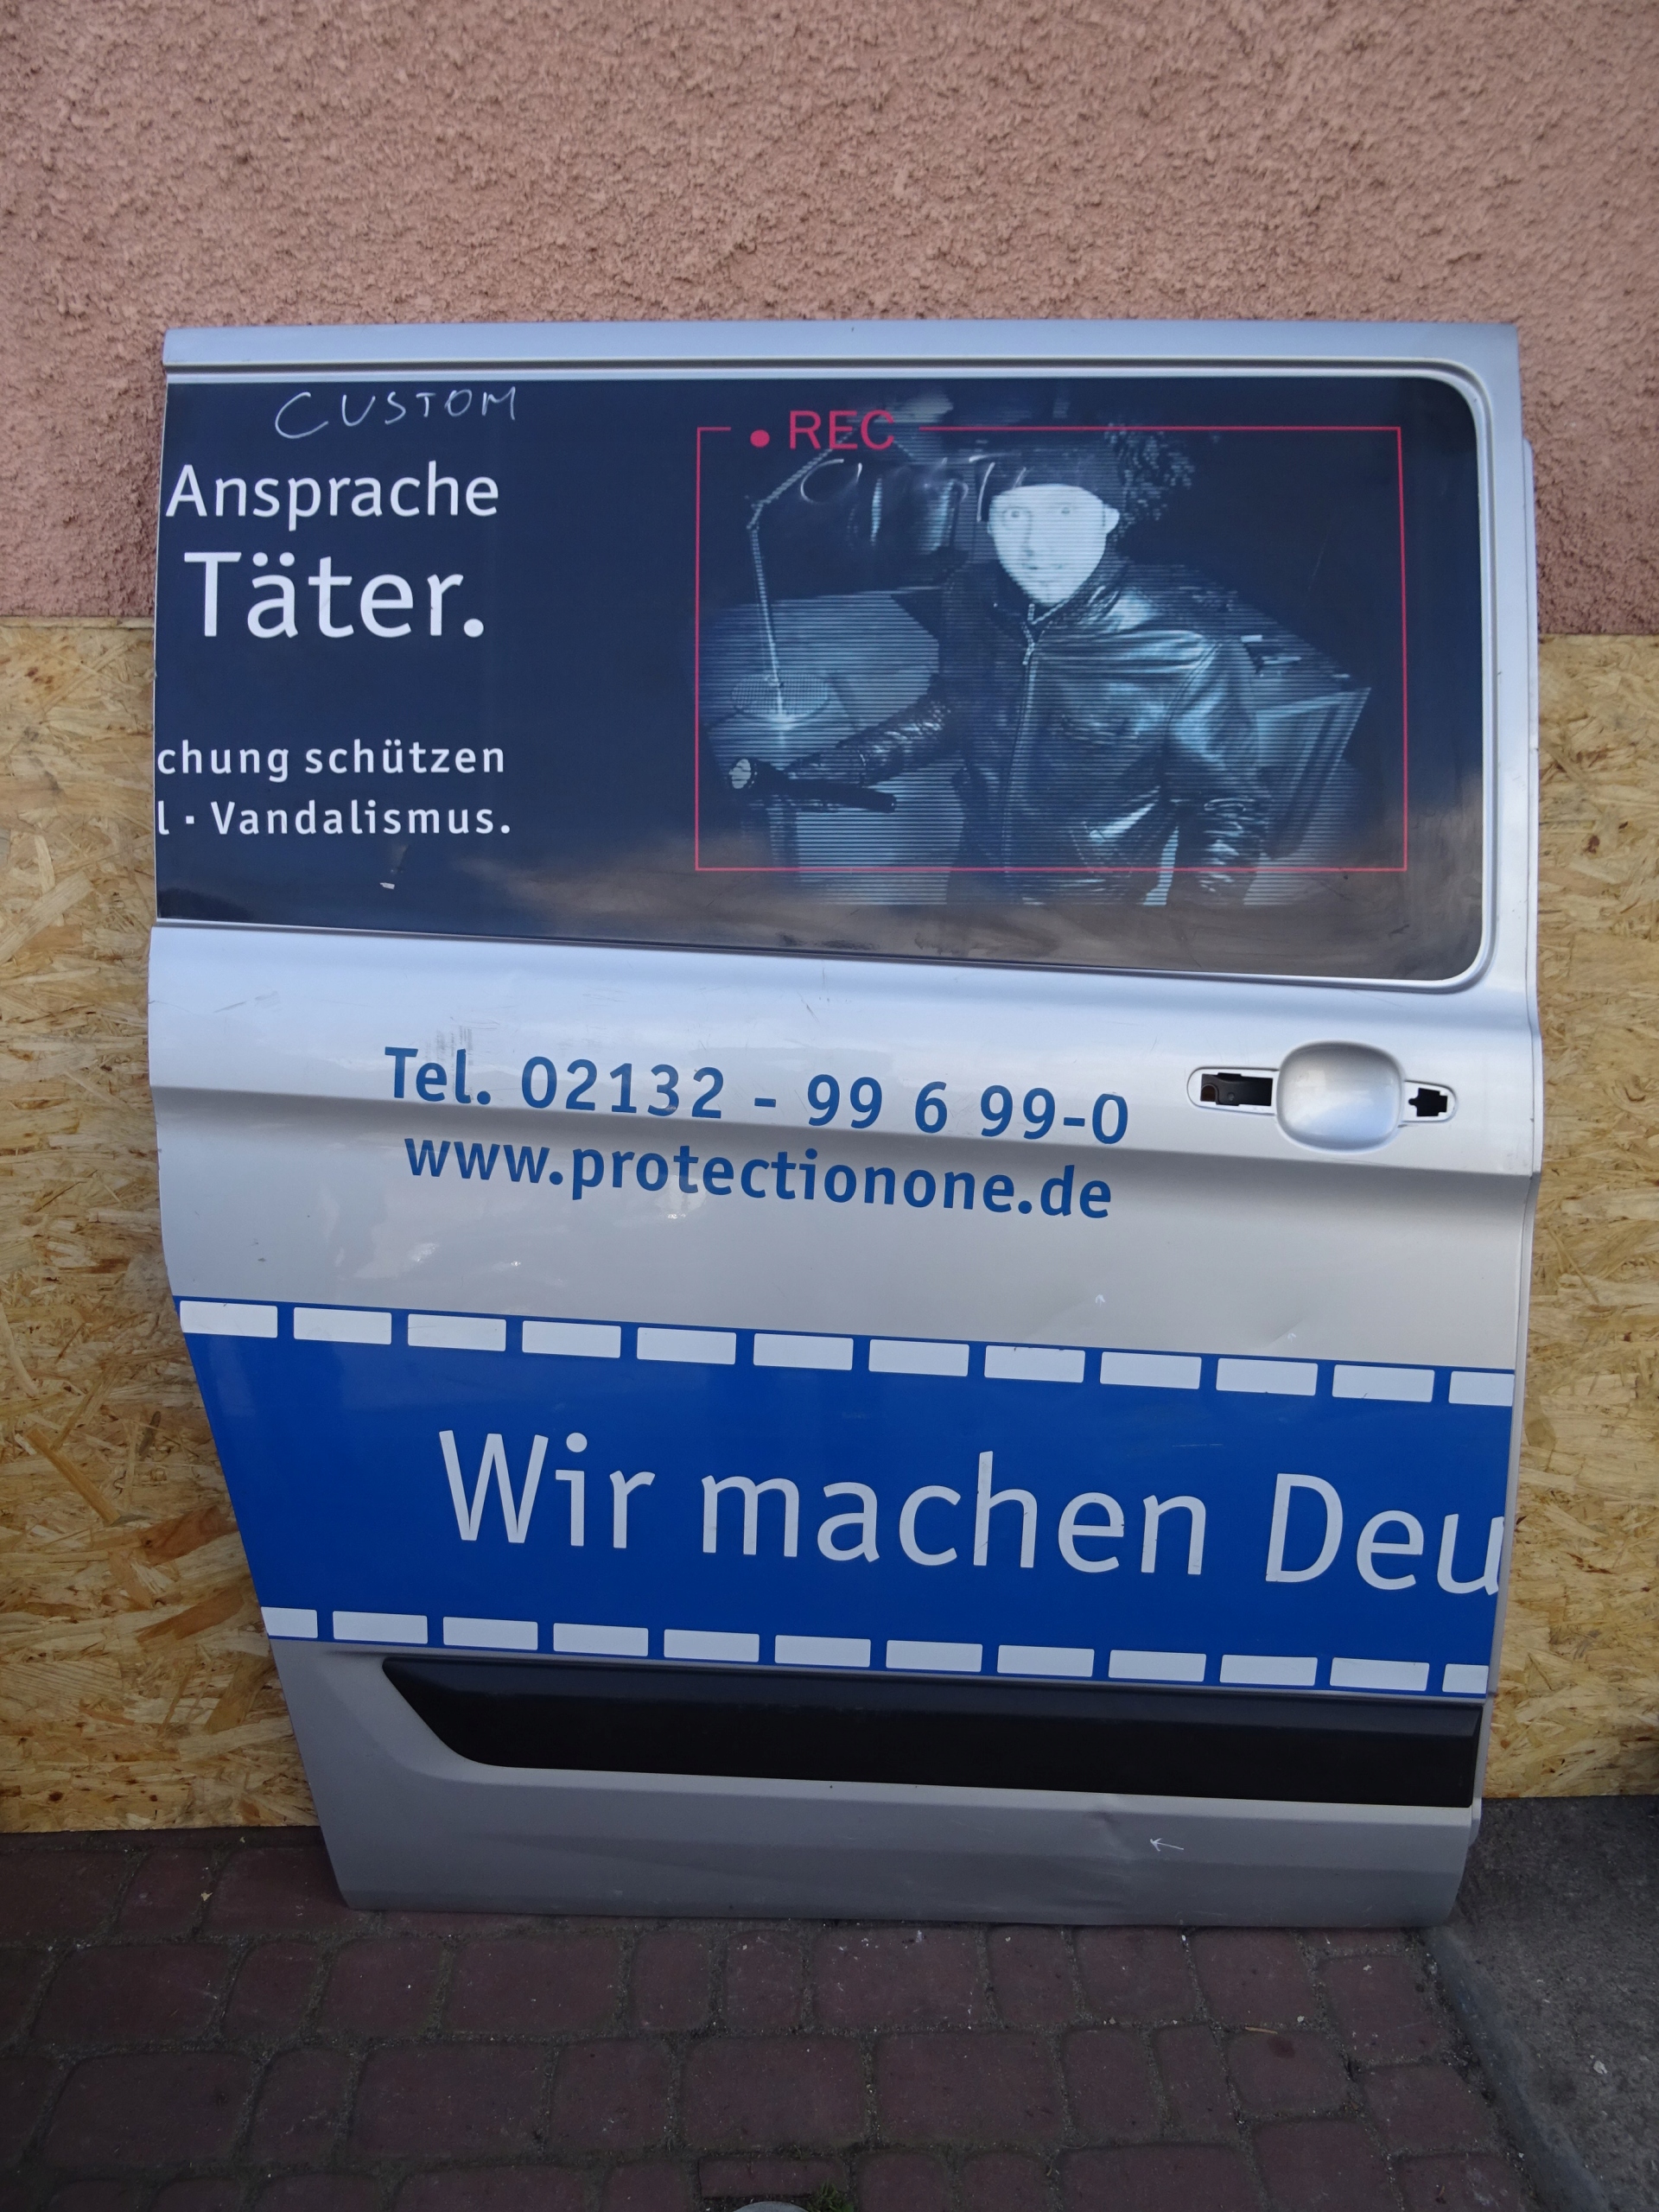 CUSTOM
REC
Ansprache
Täter.
chung schützen
l · Vandalismus.
Tel. 02132 - 99 6 99-0
www.protectionone.de
Wir machen Deu